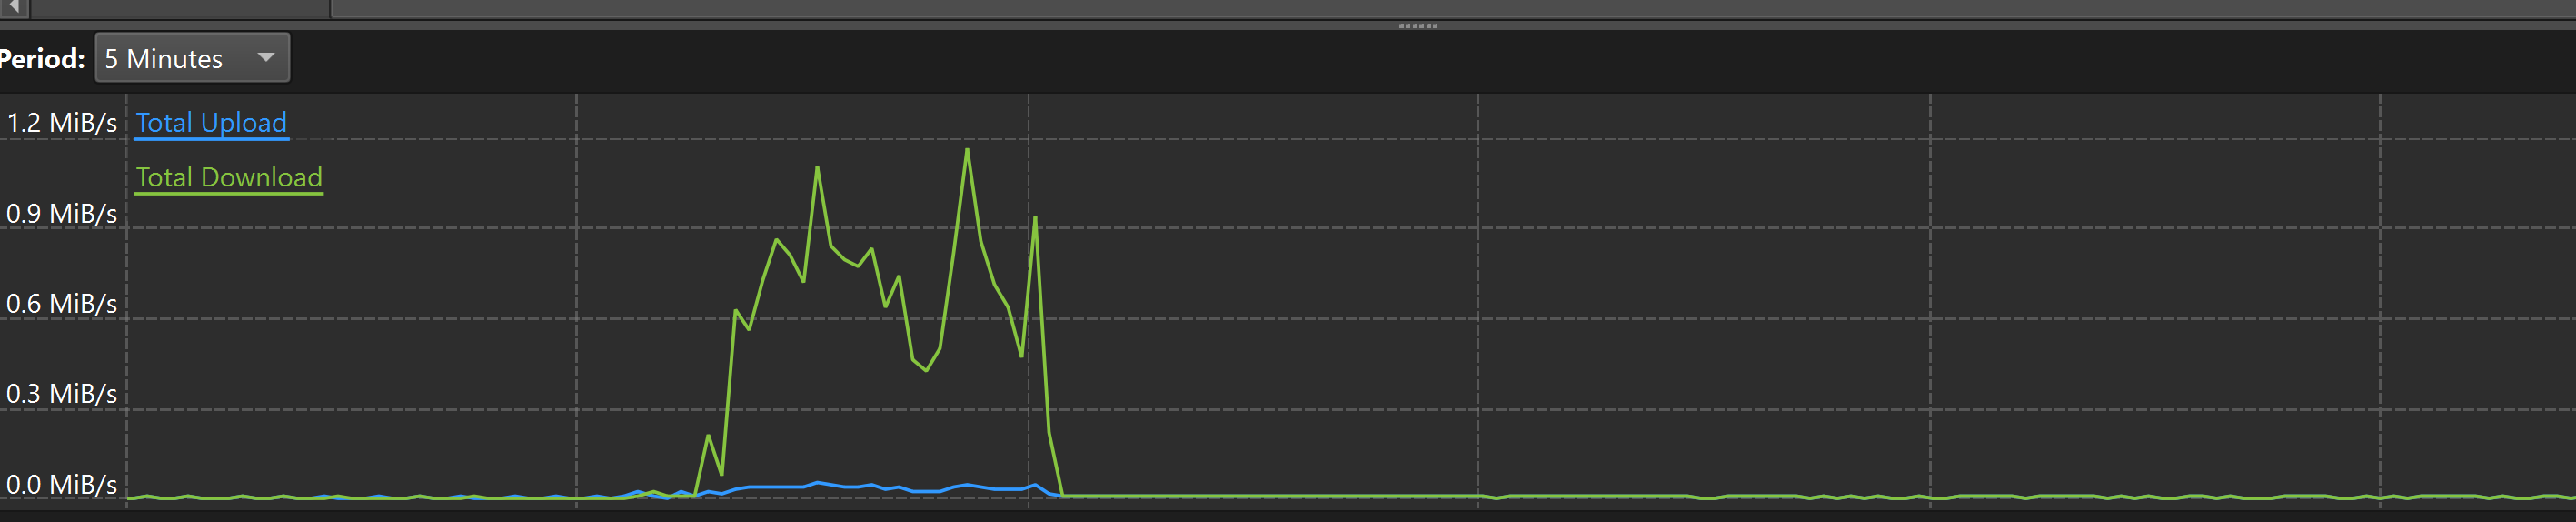 Period: 5 Minutes
1.2 MiB/s Total Upload
Total Download
0.9 MiB/s
0.6 MiB/s
0.3 MiB/s
0.0 MiB/s